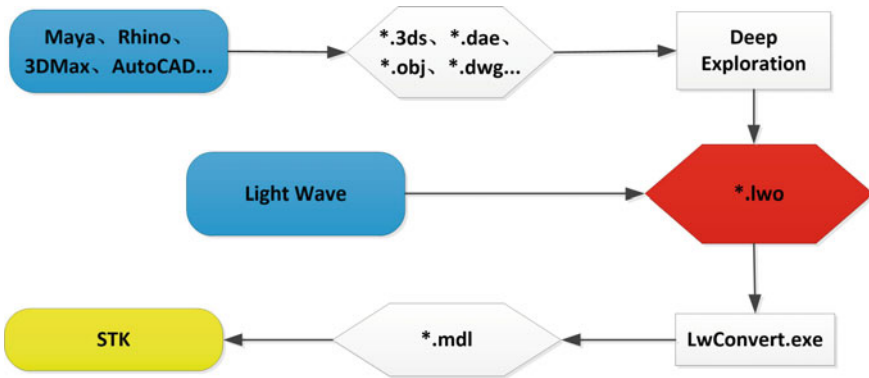 Maya、Rhino、
3DMax、AutoCAD...
*.3ds、*.dae、
*.obj、*.dwg...
Deep
Exploration
Light Wave
*.lwo
STK
*.mdl
LwConvert.exe